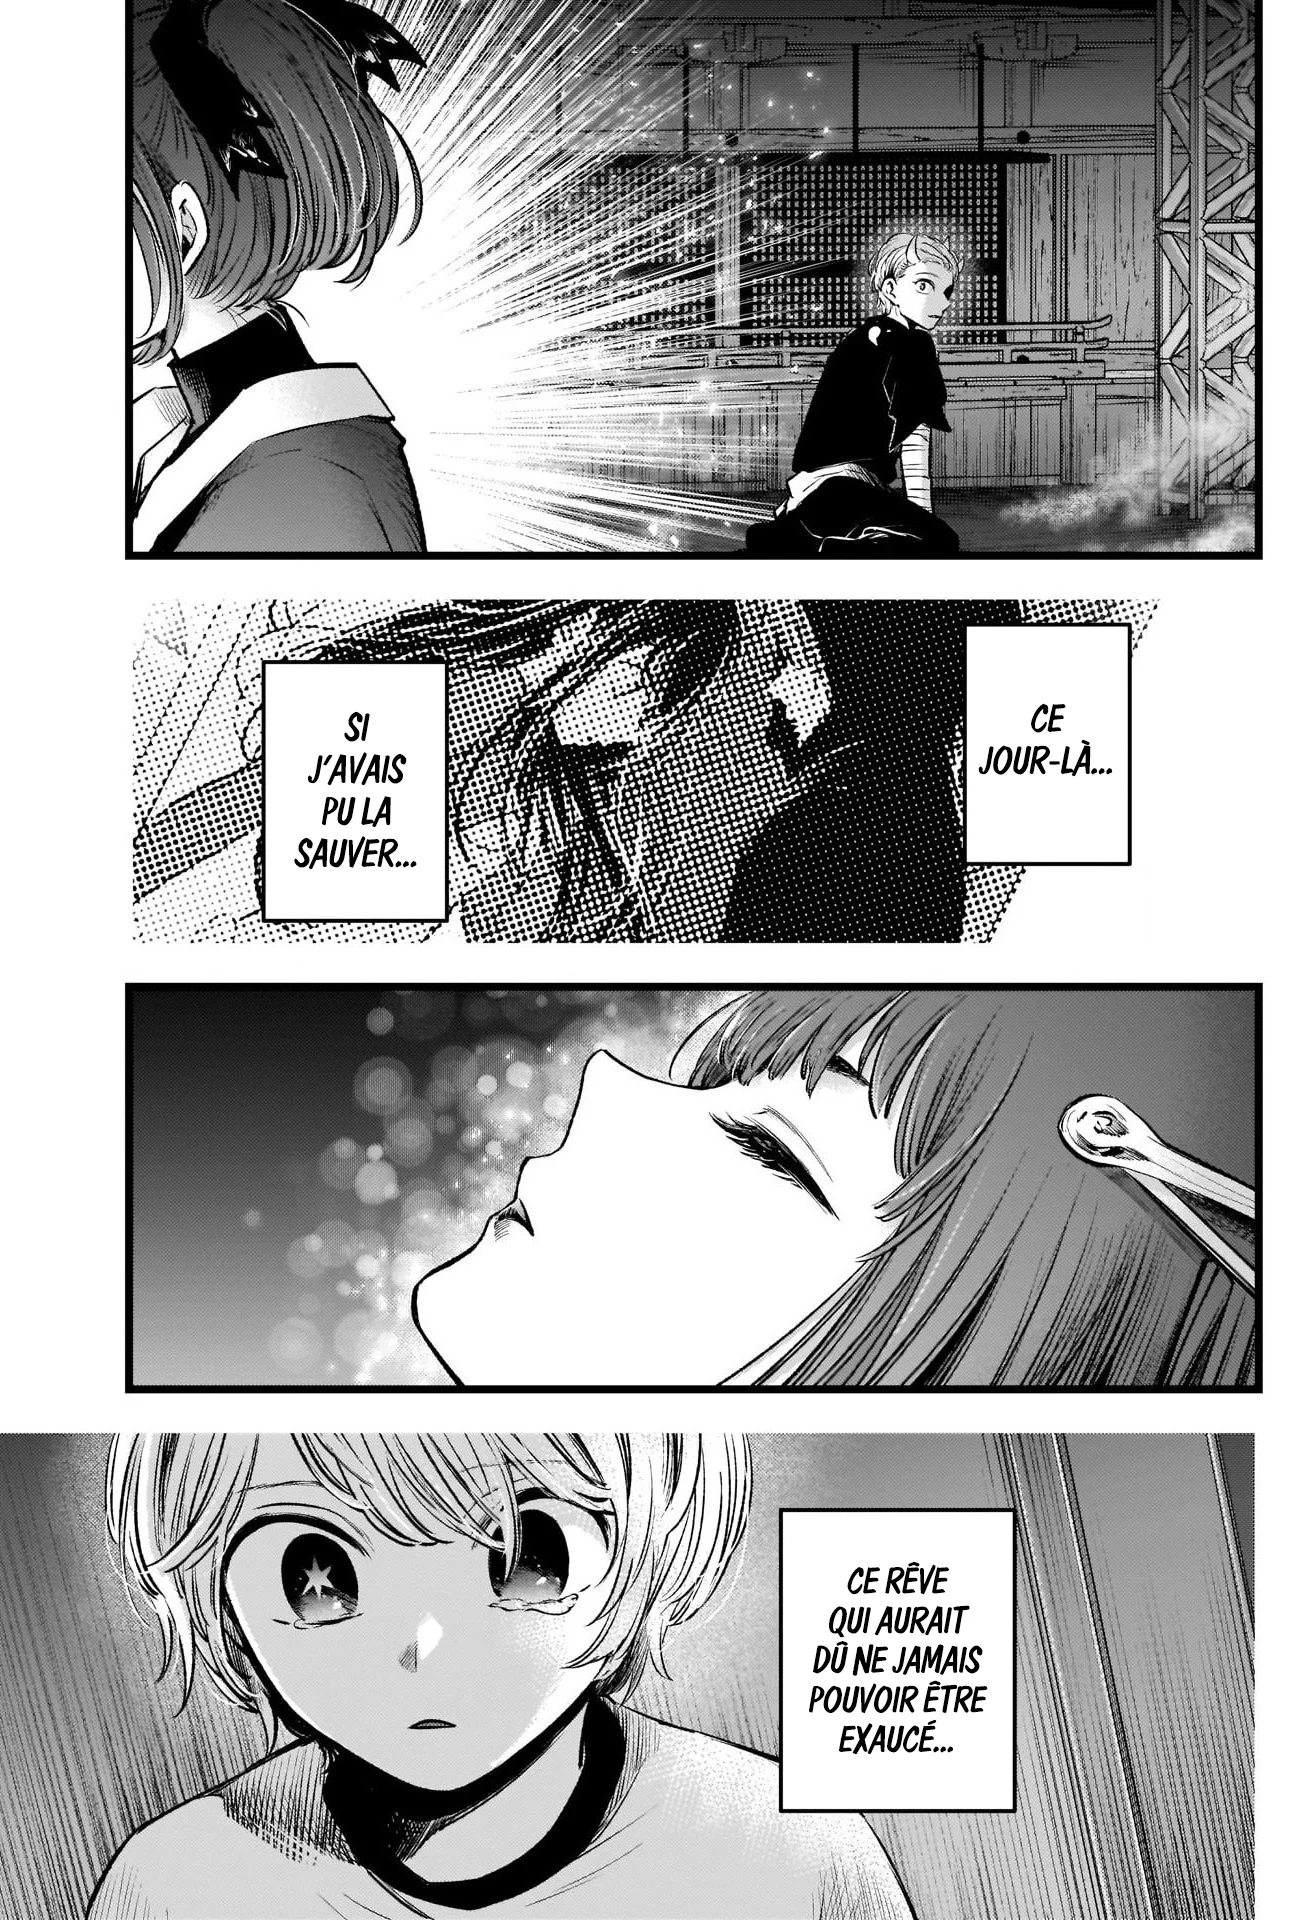 CE
JOUR-LÀ...
SI
J'AVAIS
PU LA
SAUVER...
CE RÊVE
QUI AURAIT
DÛ NE JAMAIS
POUVOIR ÊTRE
EXAUCÉ...